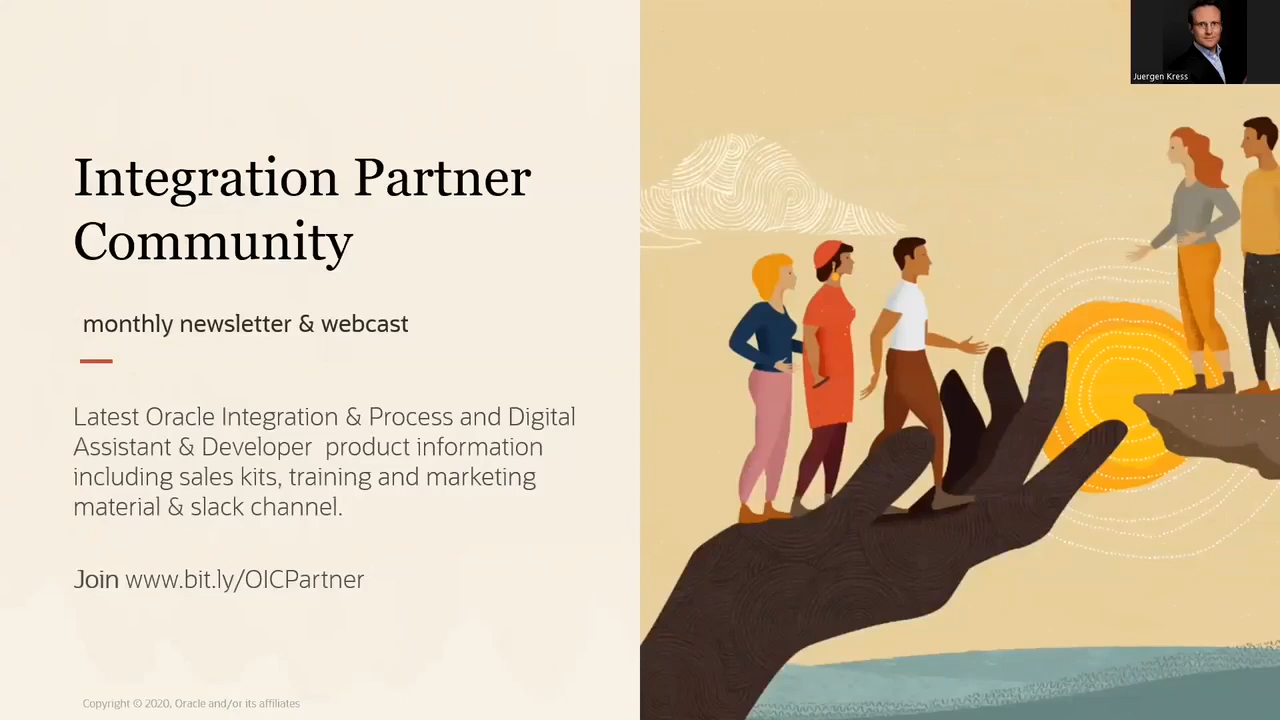 Juergen Kress
Integration Partner
Community
monthly newsletter & webcast
Latest Oracle Integration & Process and Digital
Assistant & Developer  product information
including sales kits, training and marketing
material & slack channel.
Join www.bit.ly/OICPartner
Copyright © 2020, Oracle and/or its affiliates